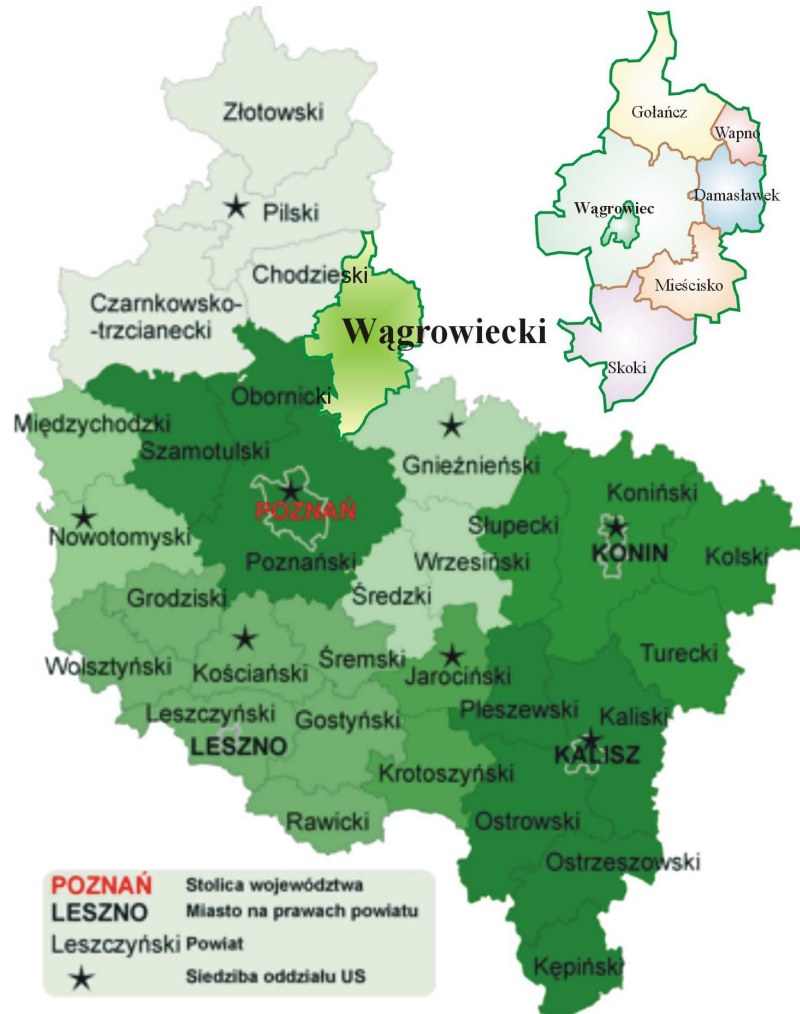 Złotowski
Pilski
Chodzieski
Czarnkowsko-
-trzcianecki
Wągrowiecki
Obornicki
Międzychodzki
Szamotulski
Gnieźnieński
POZNAŃ
Nowotomyski
Poznański
Słupecki
Koniński
KONIN
Kolski
Wrzesiński
Średzki
Grodziski
Wolsztyński
Kościański
Śremski
Jarociński
Turecki
Leszczyński
LESZNO
Gostyński
Pleszewski
Kaliski
KALISZ
Krotoszyński
Rawicki
Ostrowski
Ostrzeszowski
Kępiński
Gołańcz
Wapno
Damasławek
Wągrowiec
Mieścisko
Skoki
POZNAŃ Stolica województwa
LESZNO Miasto na prawach powiatu
Leszczyński Powiat
Siedziba oddziału US